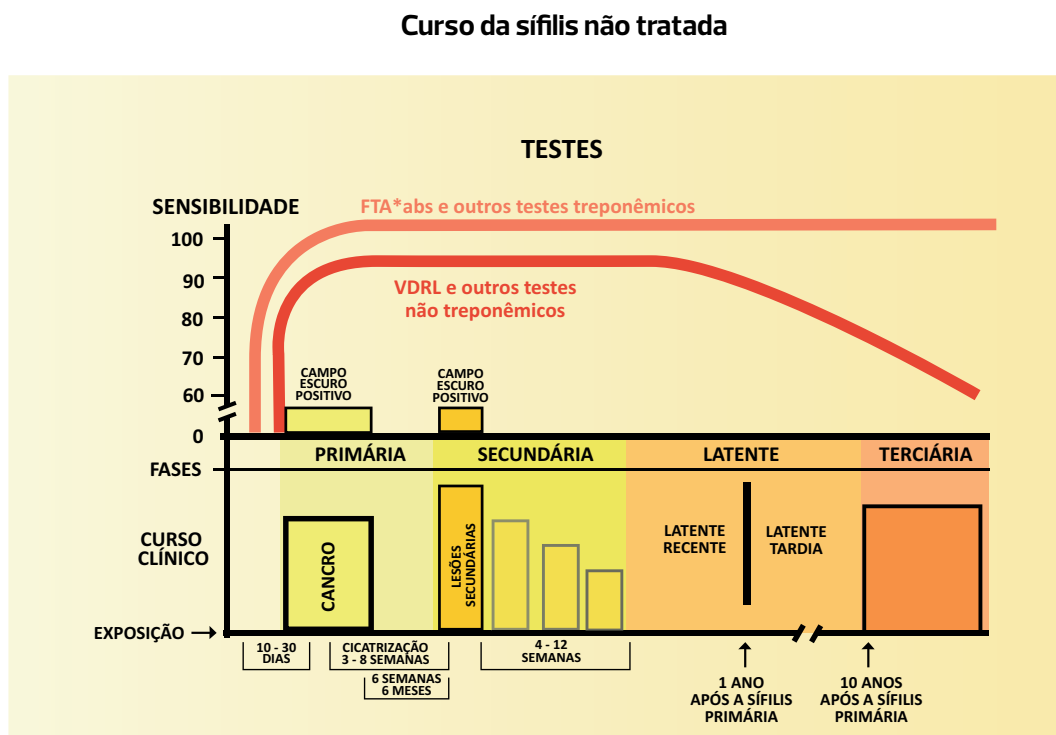 Curso da sífilis não tratada
TESTES
SENSIBILIDADE
FTA*abs e outros testes treponêmicos
100
90
80
70
60
0
VDRL e outros testes
não treponêmicos
CAMPO
ESCURO
POSITIVO
CAMPO
ESCURO
POSITIVO
FASES
PRIMÁRIA
SECUNDÁRIA
LATENTE
TERCIÁRIA
CURSO
CLÍNICO
CANCRO
LESÕES
SECUNDÁRIAS
LATENTE
RECENTE
LATENTE
TARDIA
EXPOSIÇÃO
10 - 30
DIAS
CICATRIZAÇÃO
3 - 8 SEMANAS
6 SEMANAS
6 MESES
4 - 12
SEMANAS
1 ANO
APÓS A SÍFILIS
PRIMÁRIA
10 ANOS
APÓS A SÍFILIS
PRIMÁRIA